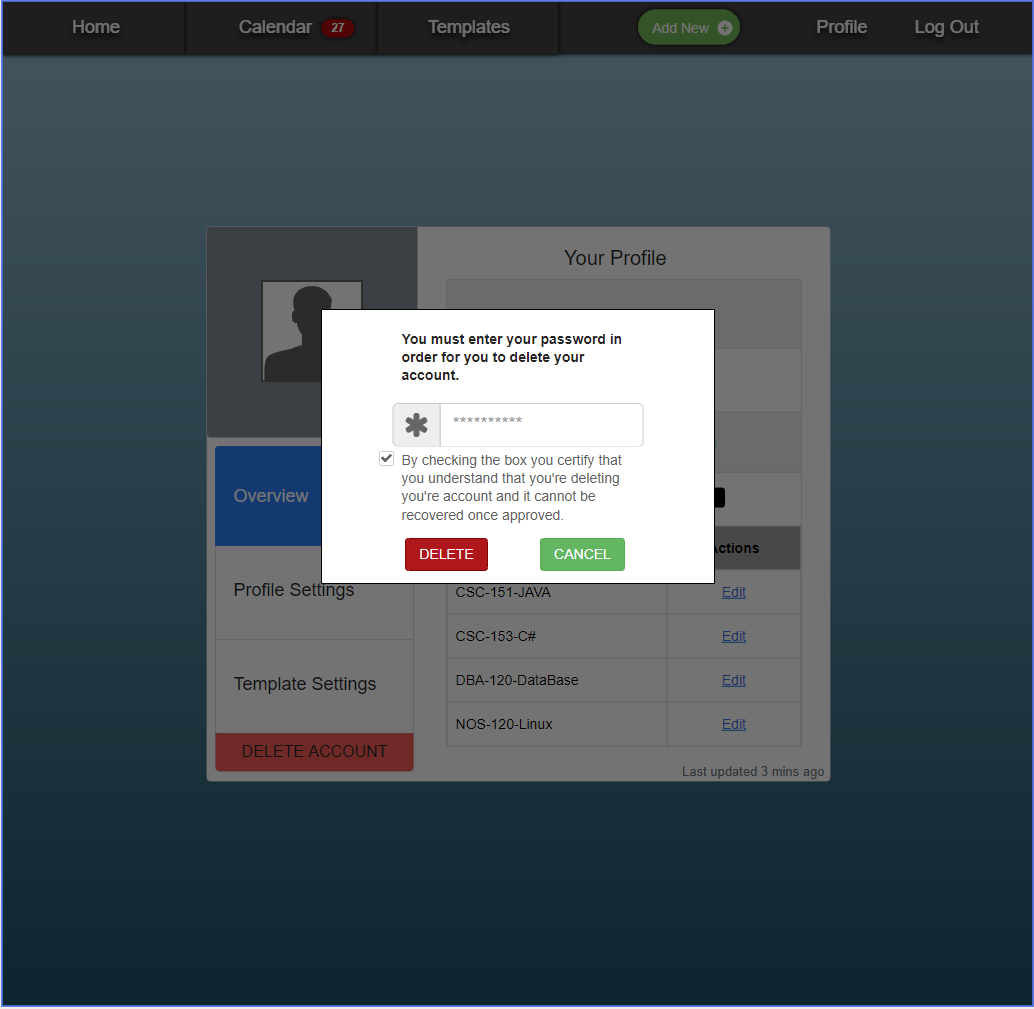 Home Calendar 27 Templates Add New Profile Log Out
Your Profile
You must enter your password in
order for you to delete your
account.
**********
By checking the box you certify that
you understand that you're deleting
you're account and it cannot be
recovered once approved.
DELETE CANCEL
Overview
Profile Settings
Template Settings
DELETE ACCOUNT
Actions
CSC-151-JAVA Edit
CSC-153-C# Edit
DBA-120-DataBase Edit
NOS-120-Linux Edit
Last updated 3 mins ago